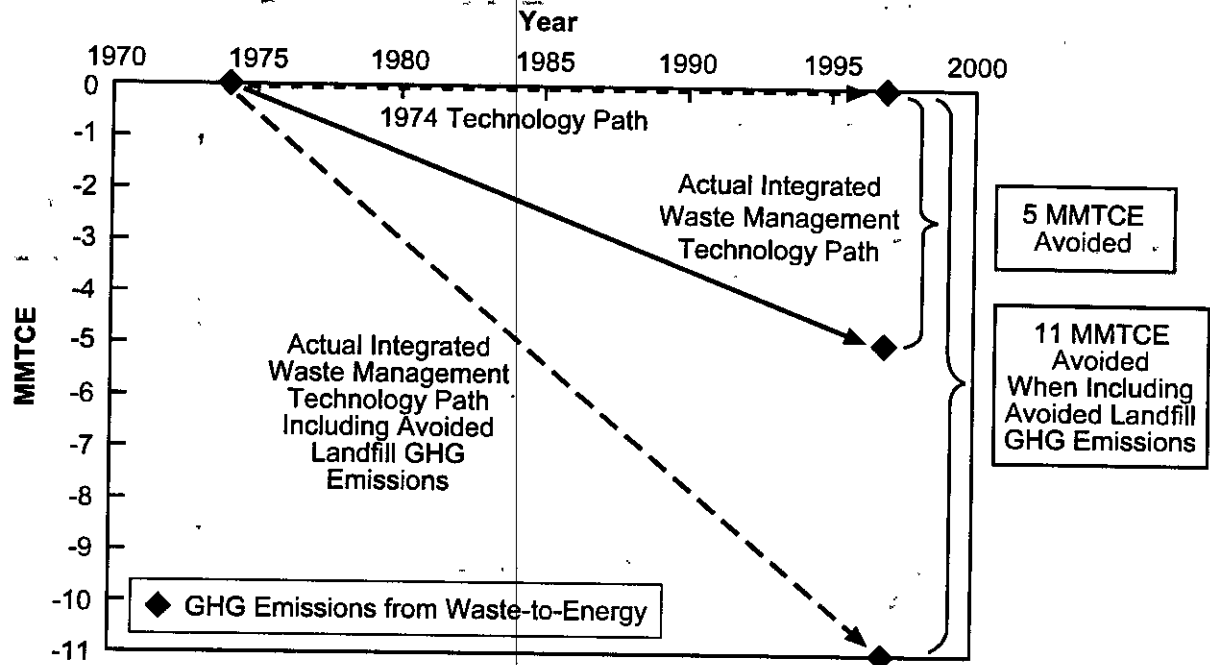 Year
1970 1975 1980 1985 1990 1995 2000
0
-1
-2
-3
-4
-5
-6
-7
-8
-9
-10
-11
MMTCE
1974 Technology Path
Actual Integrated
Waste Management
Technology Path
5 MMTCE
Avoided
Actual Integrated
Waste Management
Technology Path
Including Avoided
Landfill GHG
Emissions
11 MMTCE
Avoided
When Including
Avoided Landfill
GHG Emissions
GHG Emissions from Waste-to-Energy